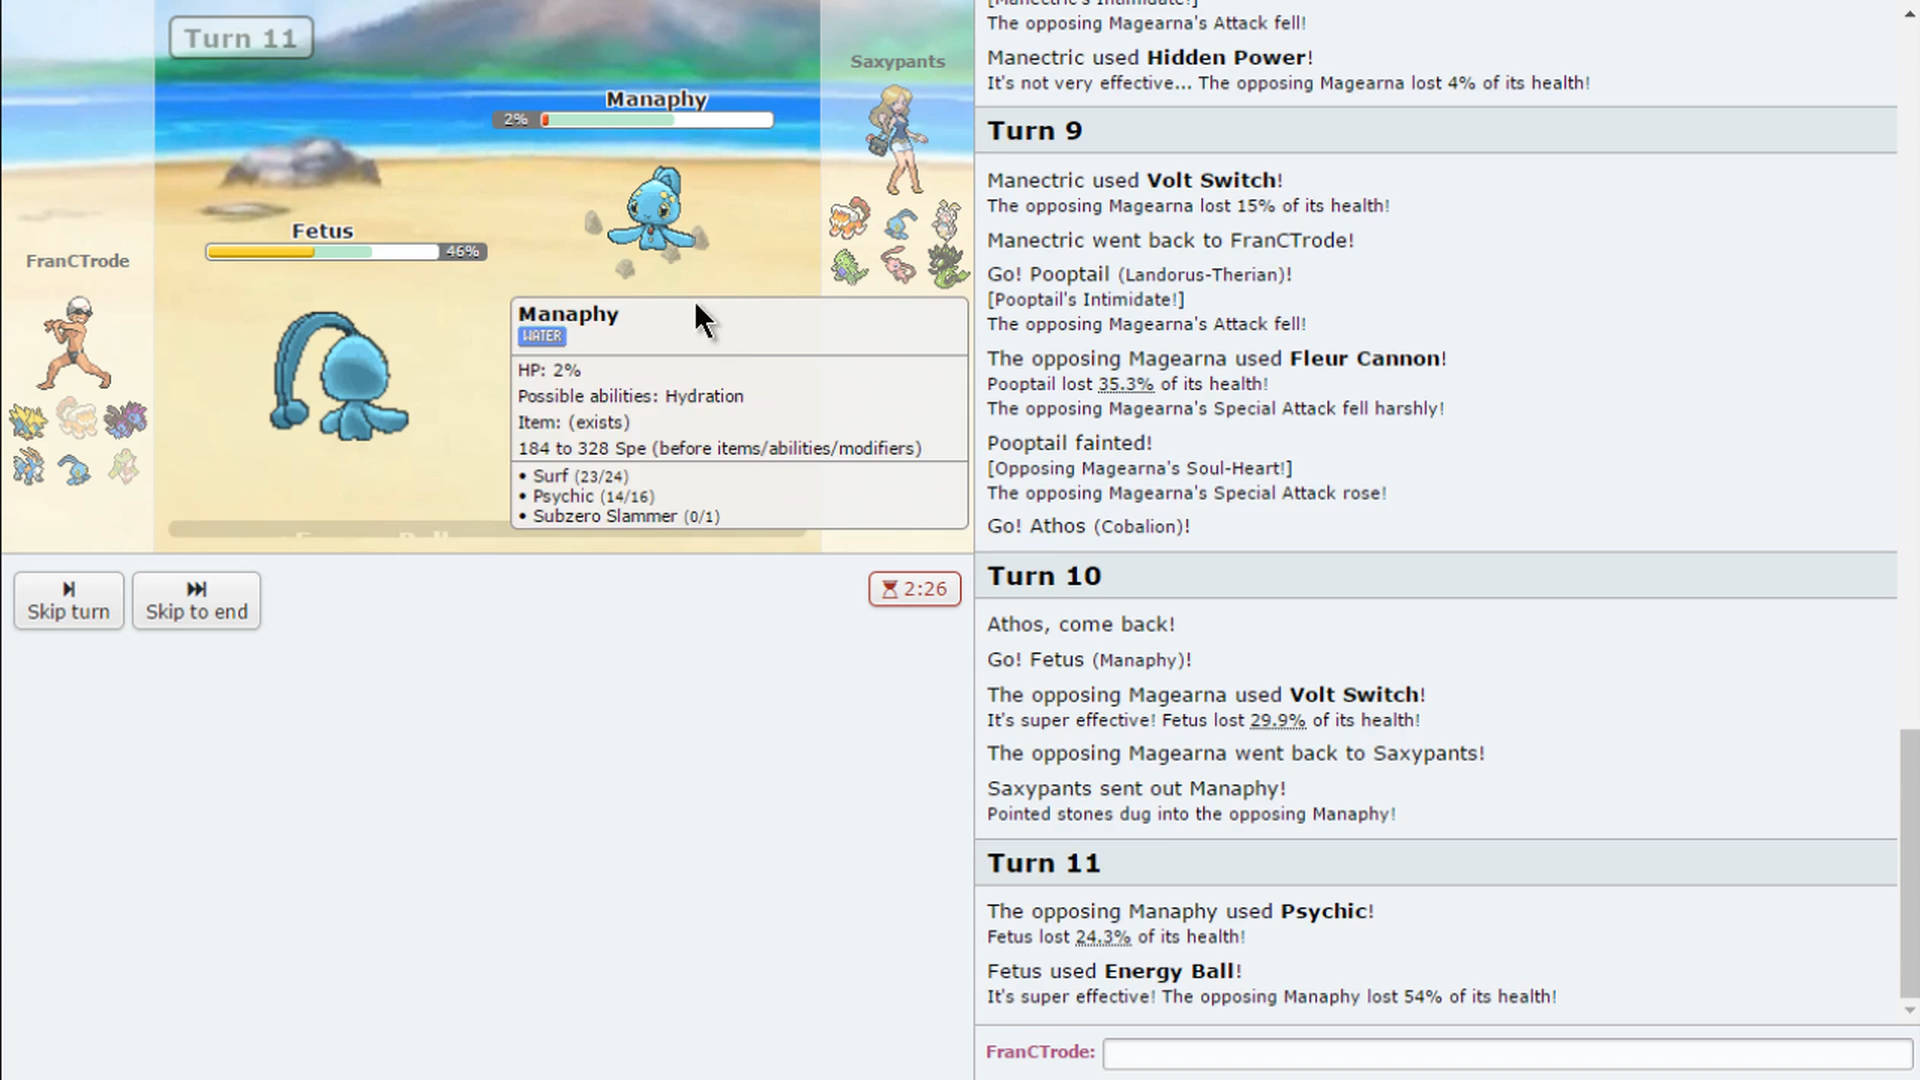 Turn 11
Saxypants
Manaphy
2%
Fetus
46%
FranCTrode
Manaphy
WATER
HP: 2%
Possible abilities: Hydration
Item: (exists)
184 to 328 Spe (before items/abilities/modifiers)
• Surf (23/24)
• Psychic (14/16)
• Subzero Slammer (0/1)
Skip turn
Skip to end
2:26
[Manectric's Intimidate!]
The opposing Magearna's Attack fell!
Manectric used Hidden Power!
It's not very effective... The opposing Magearna lost 4% of its health!
Turn 9
Manectric used Volt Switch!
The opposing Magearna lost 15% of its health!
Manectric went back to FranCTrode!
Go! Pooptail (Landorus-Therian)!
[Pooptail's Intimidate!]
The opposing Magearna's Attack fell!
The opposing Magearna used Fleur Cannon!
Pooptail lost 35.3% of its health!
The opposing Magearna's Special Attack fell harshly!
Pooptail fainted!
[Opposing Magearna's Soul-Heart!]
The opposing Magearna's Special Attack rose!
Go! Athos (Cobalion)!
Turn 10
Athos, come back!
Go! Fetus (Manaphy)!
The opposing Magearna used Volt Switch!
It's super effective! Fetus lost 29.9% of its health!
The opposing Magearna went back to Saxypants!
Saxypants sent out Manaphy!
Pointed stones dug into the opposing Manaphy!
Turn 11
The opposing Manaphy used Psychic!
Fetus lost 24.3% of its health!
Fetus used Energy Ball!
It's super effective! The opposing Manaphy lost 54% of its health!
FranCTrode: